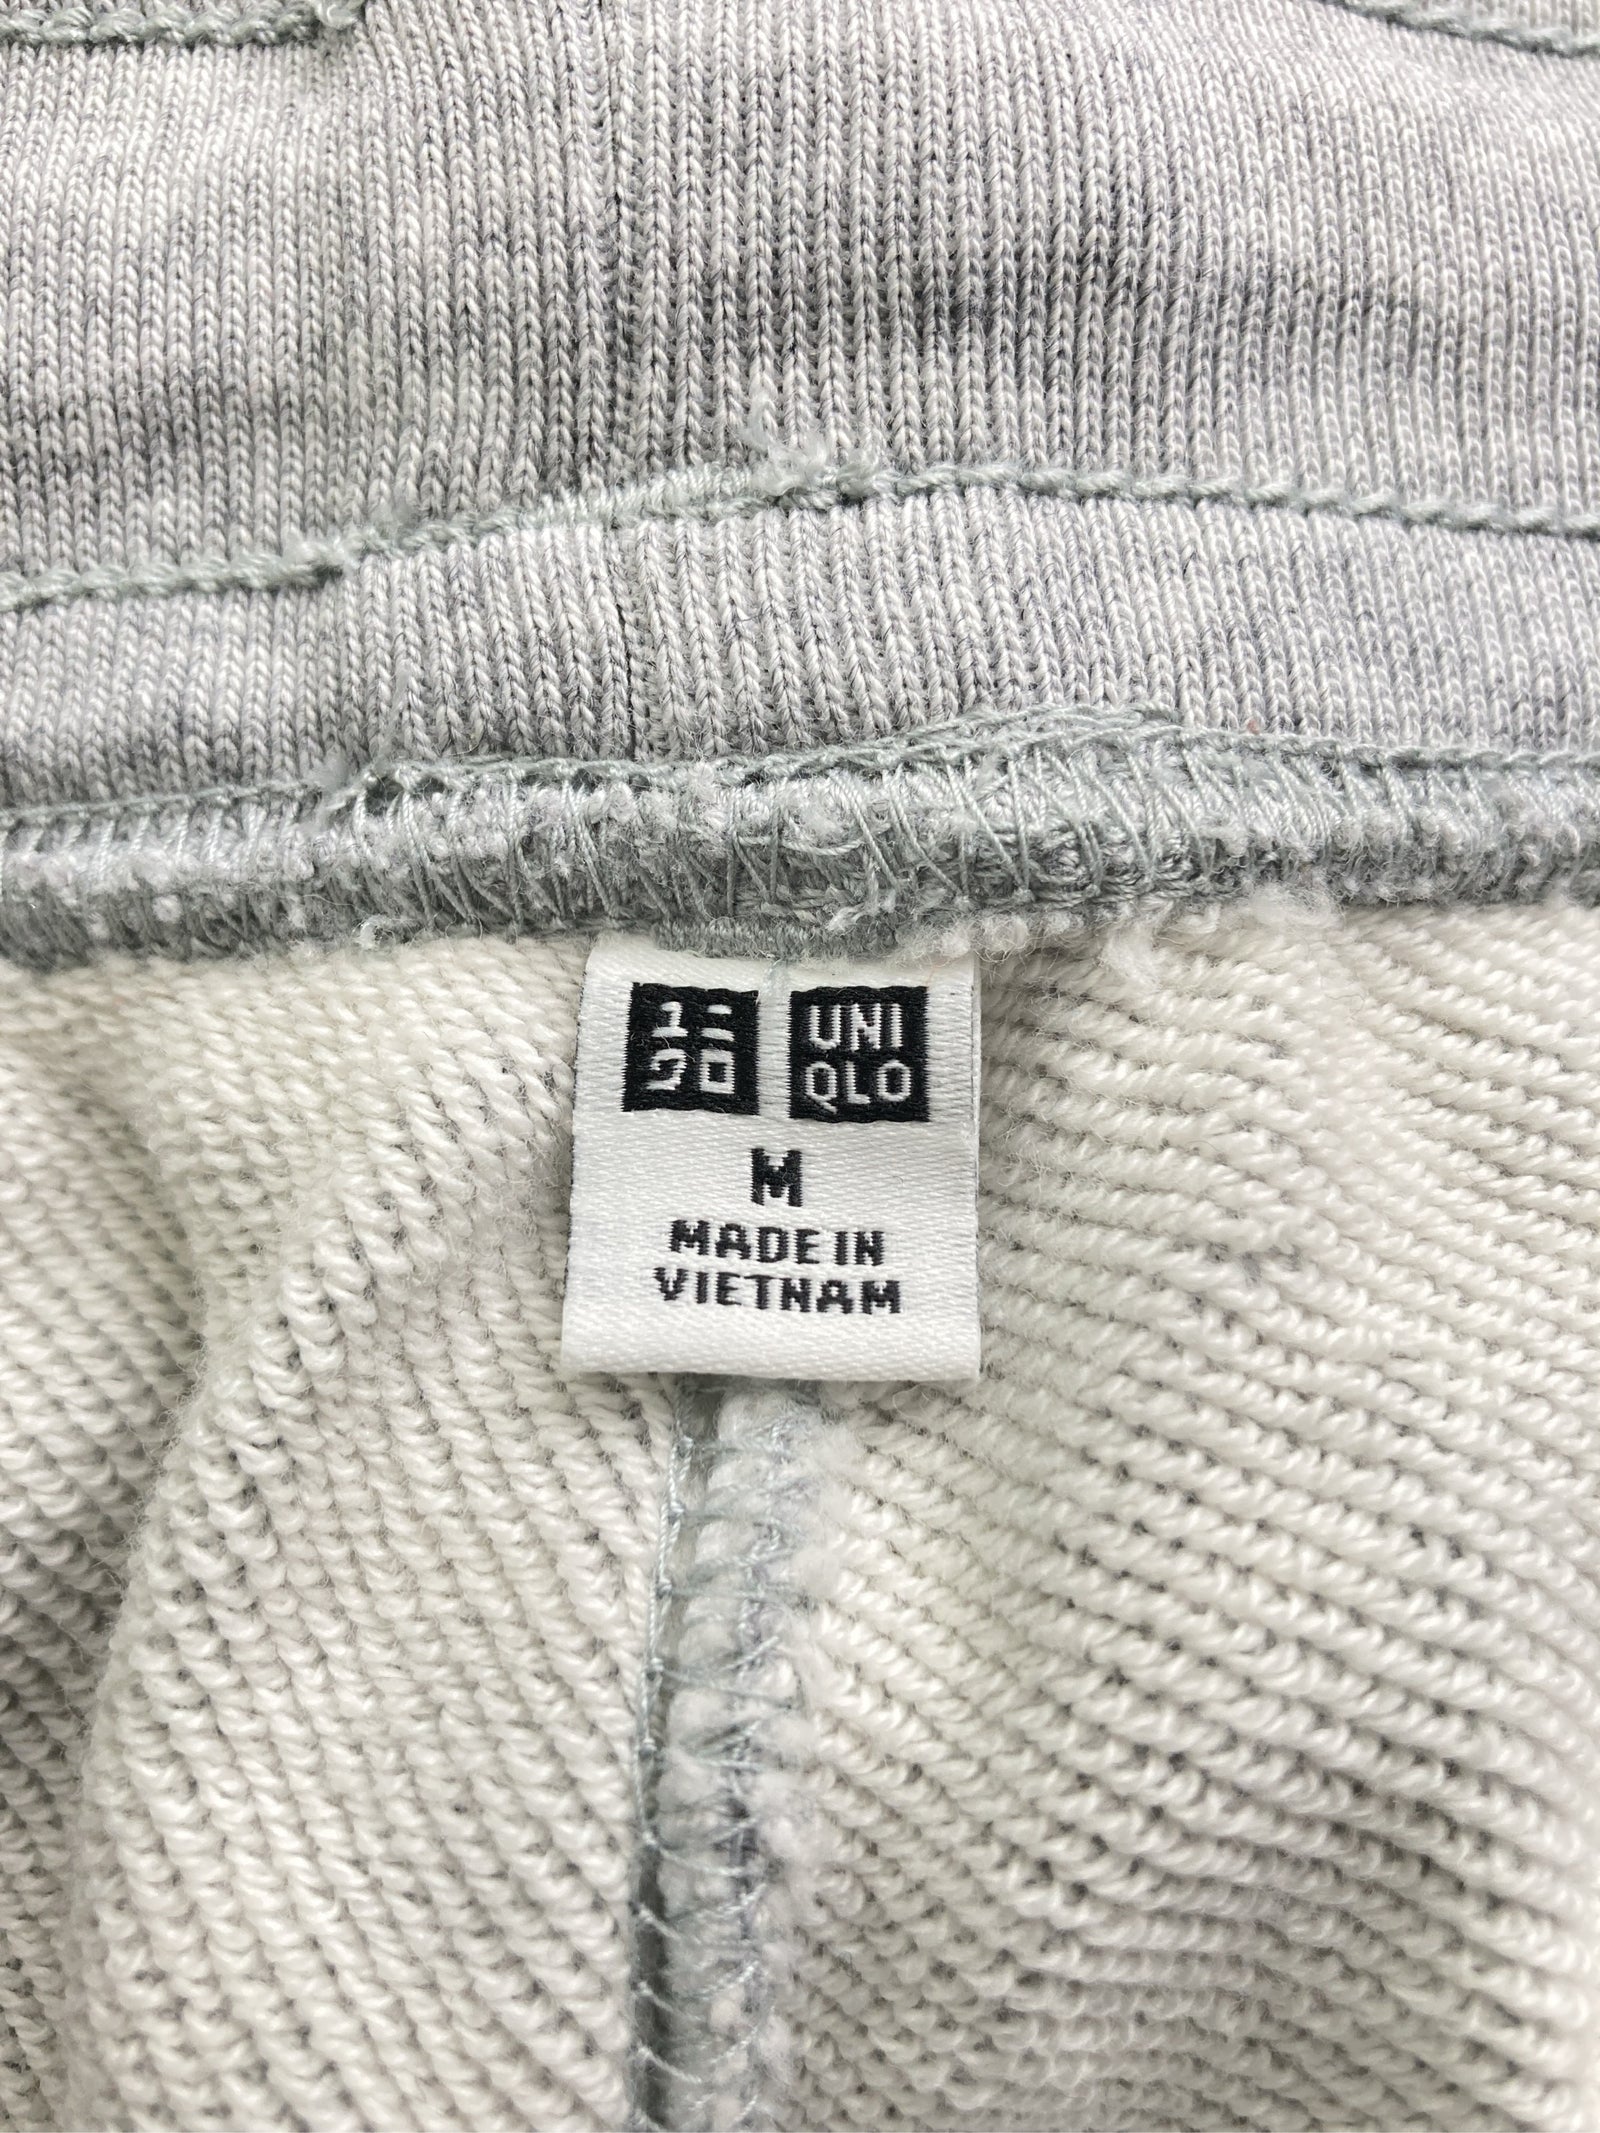 ユニ UNI
クロ QLO
M
MADE IN
VIETNAM